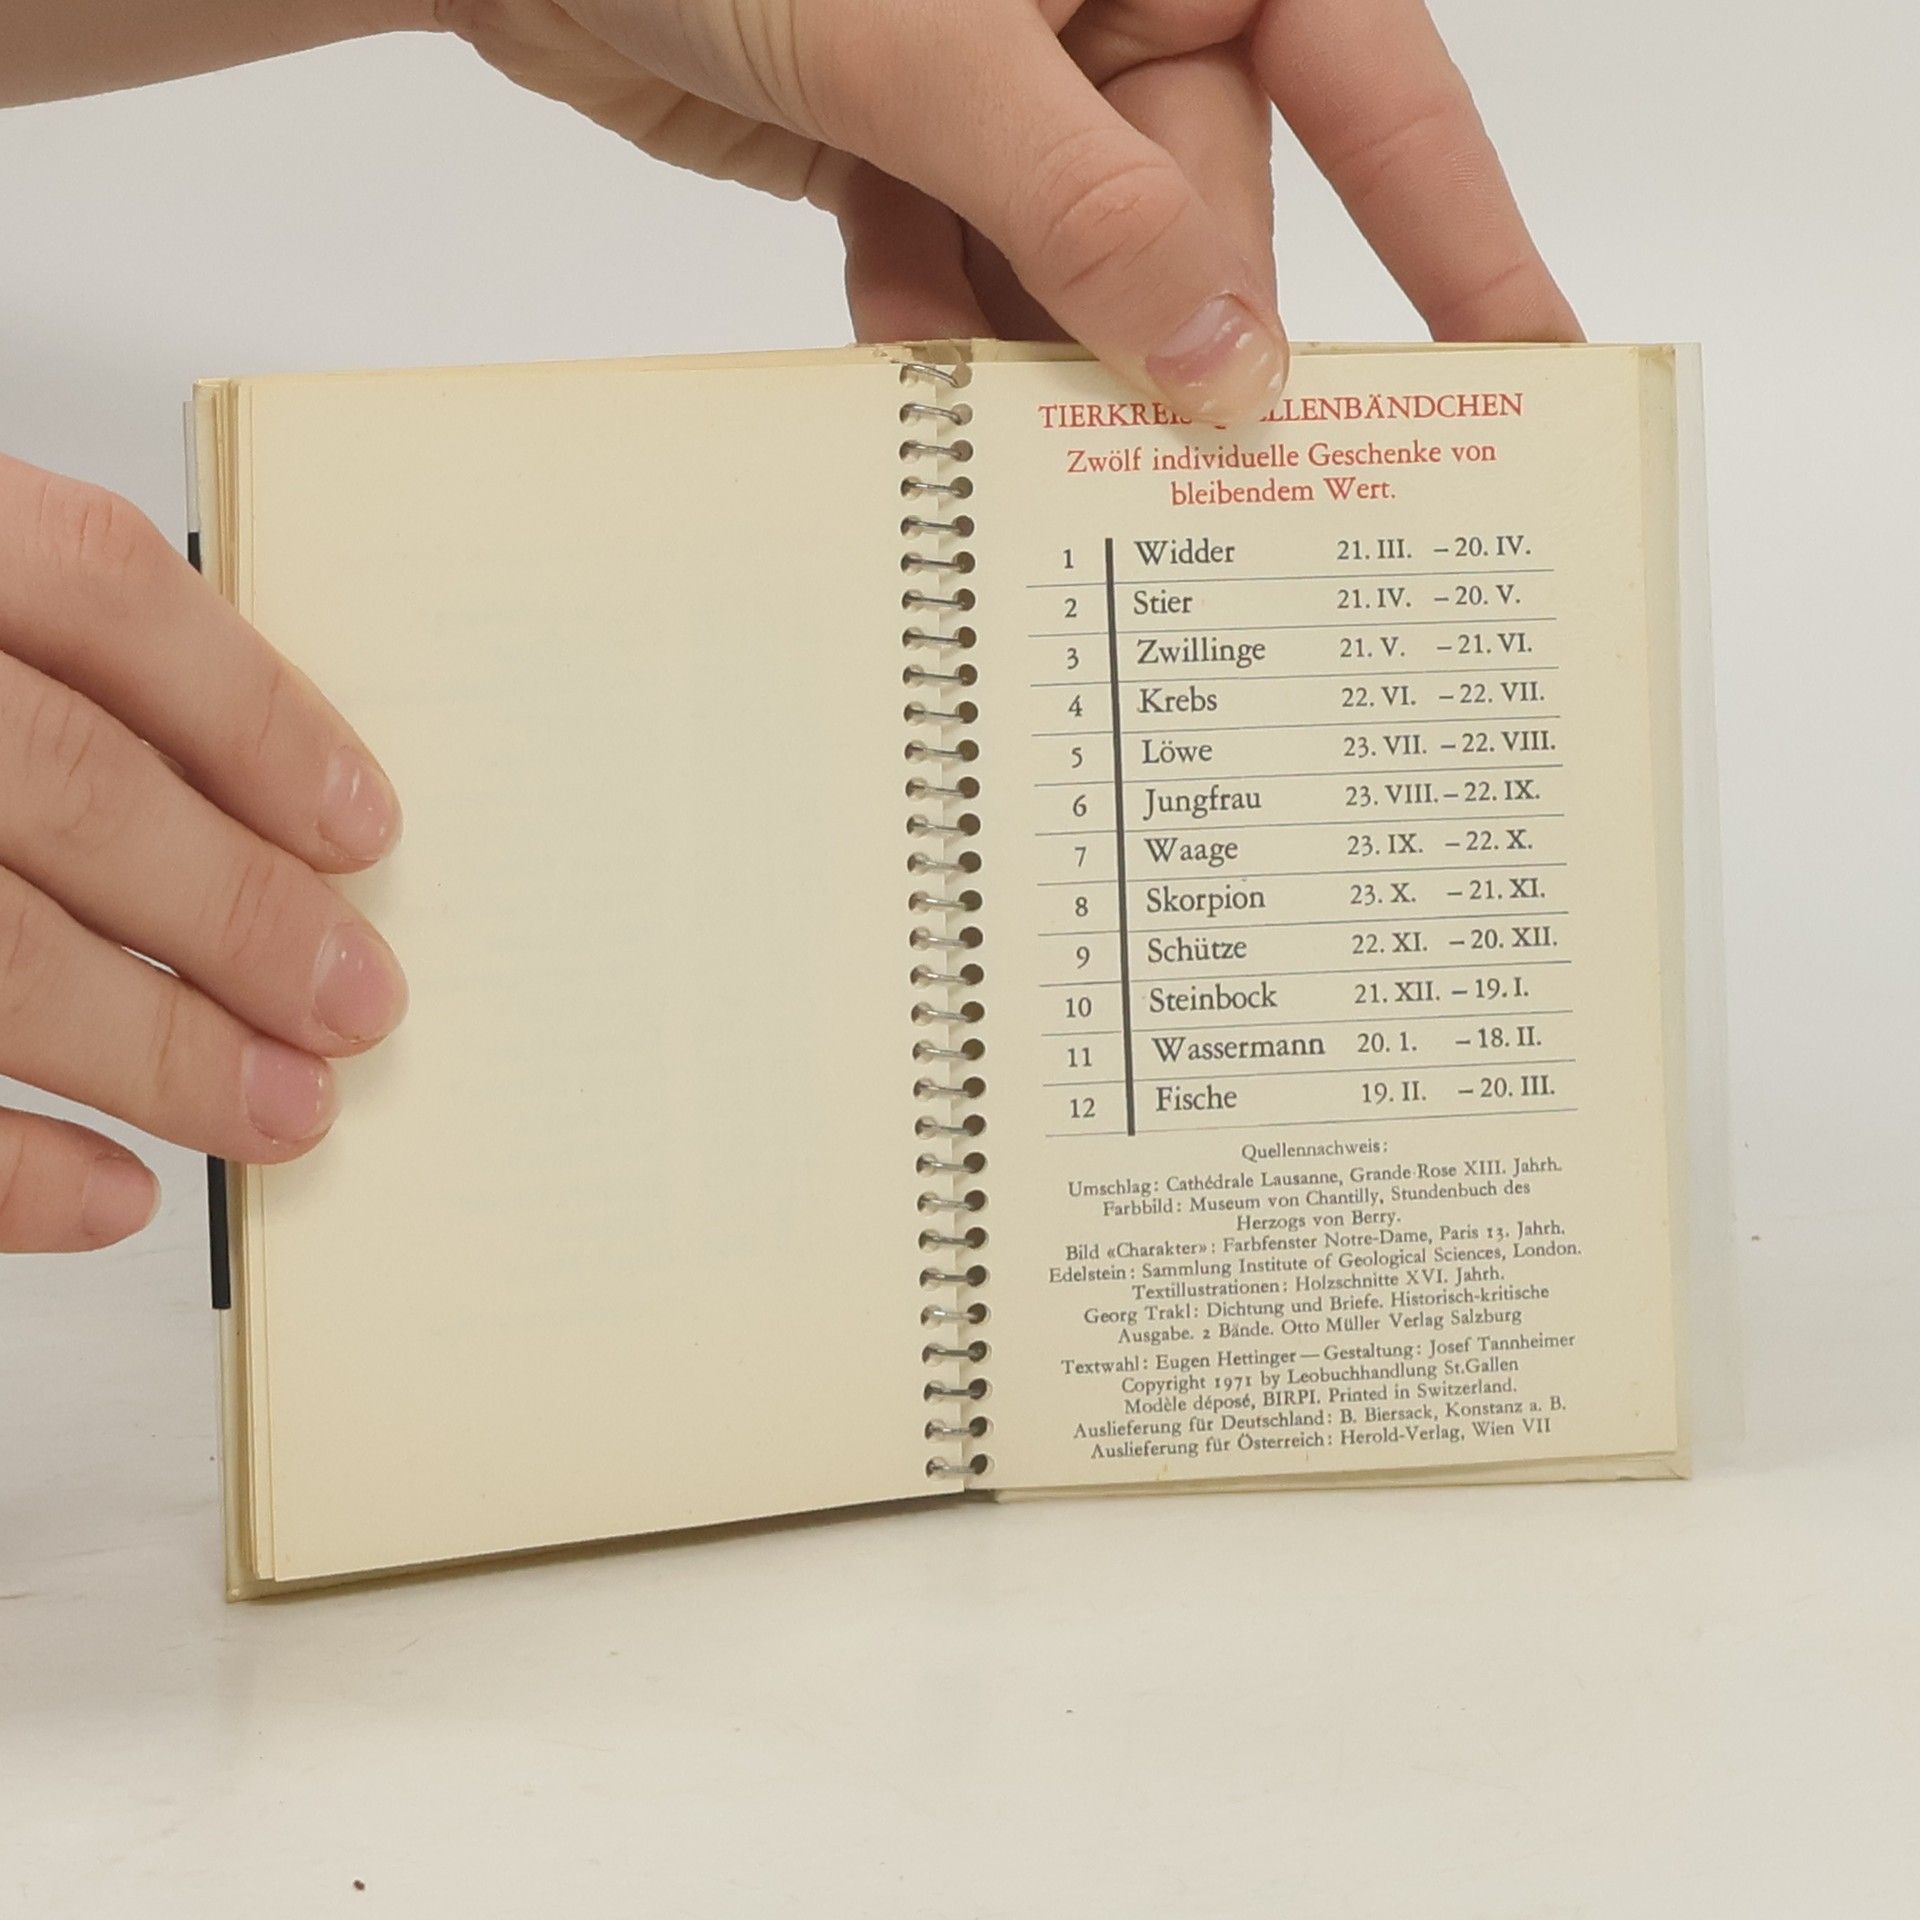 TIERKREIS LLENBÄNDCHEN
Zwölf individuelle Geschenke von
bleibendem Wert.
1 Widder 21. III. – 20. IV.
2 Stier 21. IV. – 20. V.
3 Zwillinge 21. V. – 21. VI.
4 Krebs 22. VI. – 22. VII.
5 Löwe 23. VII. – 22. VIII.
6 Jungfrau 23. VIII. – 22. IX.
7 Waage 23. IX. – 22. X.
8 Skorpion 23. X. – 21. XI.
9 Schütze 22. XI. – 20. XII.
10 Steinbock 21. XII. – 19. I.
11 Wassermann 20. 1. – 18. II.
12 Fische 19. II. – 20. III.
Quellennachweis:
Umschlag: Cathédrale Lausanne, Grande Rose XIII. Jahrh.
Farbbild: Museum von Chantilly, Stundenbuch des
Herzogs von Berry.
Bild «Charakter»: Farbfenster Notre-Dame, Paris 13. Jahrh.
Edelstein: Sammlung Institute of Geological Sciences, London.
Textillustrationen: Holzschnitte XVI. Jahrh.
Georg Trakl: Dichtung und Briefe. Historisch-kritische
Ausgabe. 2 Bände. Otto Müller Verlag Salzburg
Textwahl: Eugen Hettinger — Gestaltung: Josef Tannheimer
Copyright 1971 by Leobuchhandlung St.Gallen
Modèle déposé, BIRPI. Printed in Switzerland.
Auslieferung für Deutschland: B. Biersack, Konstanz a. B.
Auslieferung für Österreich: Herold-Verlag, Wien VII